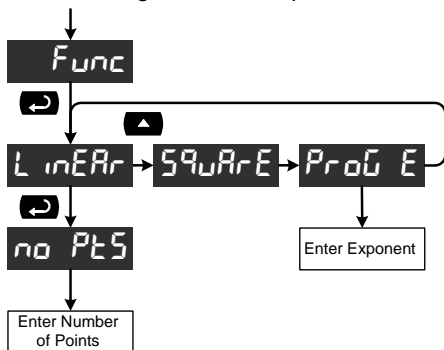 Func
LinEAr
SquArE
ProG E
no PtS
Enter Exponent
Enter Number
of Points